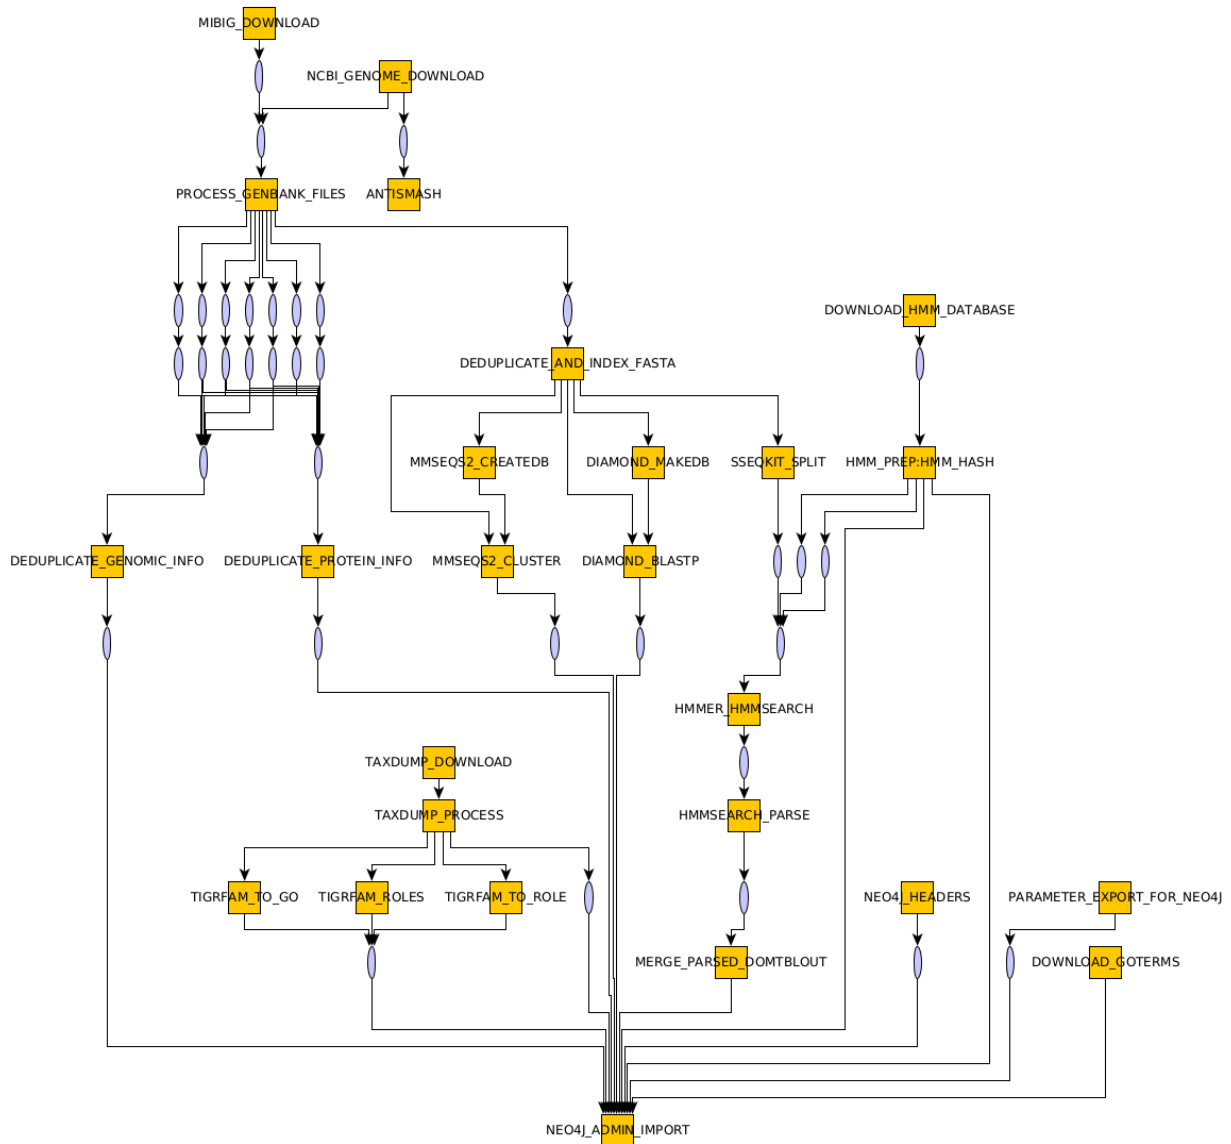 MIBIG_DOWNLOAD
NCBI_GENOME_DOWNLOAD
PROCESS_GENBANK_FILES
ANTISMASH
DOWNLOAD_HMM_DATABASE
DEDUPLICATE_AND_INDEX_FASTA
MMSEQS2_CREATEDB
DIAMOND_MAKEDB
SSEQKIT_SPLIT
HMM_PREP:HMM_HASH
DEDUPLICATE_GENOMIC_INFO
DEDUPLICATE_PROTEIN_INFO
MMSEQS2_CLUSTER
DIAMOND_BLASTP
HMMER_HMMSEARCH
TAXDUMP_DOWNLOAD
TAXDUMP_PROCESS
HMMSEARCH_PARSE
TIGRFAM_TO_GO
TIGRFAM_ROLES
TIGRFAM_TO_ROLE
NEO4J_HEADERS
PARAMETER_EXPORT_FOR_NEO4J
MERGE_PARSED_DOMTBLOUT
DOWNLOAD_GOTERMS
NEO4J_ADMIN_IMPORT